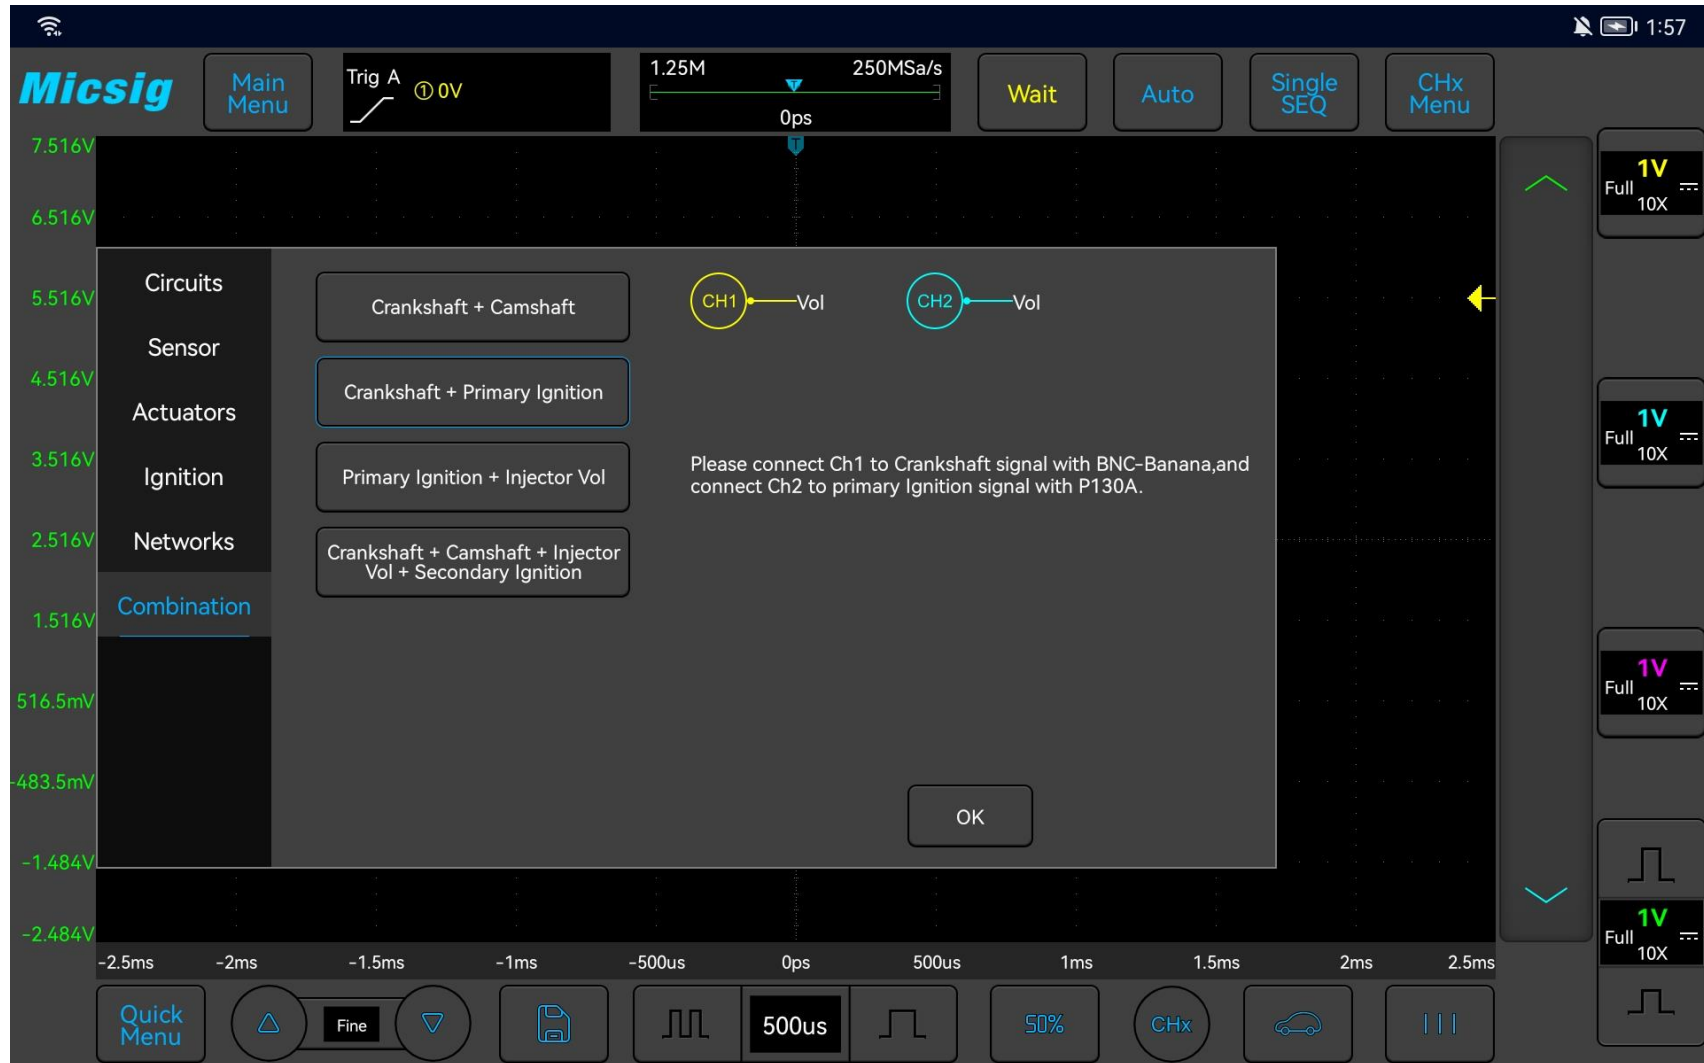 1:57
Micsig
Main
Menu
Trig A
① 0V
1.25M
250MSa/s
T
0ps
Wait
Auto
Single
SEQ
CHx
Menu
T
7.516V
6.516V
5.516V
4.516V
3.516V
2.516V
1.516V
516.5mV
-483.5mV
-1.484V
-2.484V
Circuits
Sensor
Actuators
Ignition
Networks
Combination
Crankshaft + Camshaft
Crankshaft + Primary Ignition
Primary Ignition + Injector Vol
Crankshaft + Camshaft + Injector
Vol + Secondary Ignition
CH1
Vol
CH2
Vol
Please connect Ch1 to Crankshaft signal with BNC-Banana,and
connect Ch2 to primary Ignition signal with P130A.
OK
1V
Full
10X
1V
Full
10X
1V
Full
10X
1V
Full
10X
-2.5ms
-2ms
-1.5ms
-1ms
-500us
0ps
500us
1ms
1.5ms
2ms
2.5ms
Quick
Menu
Fine
500us
50%
CHx